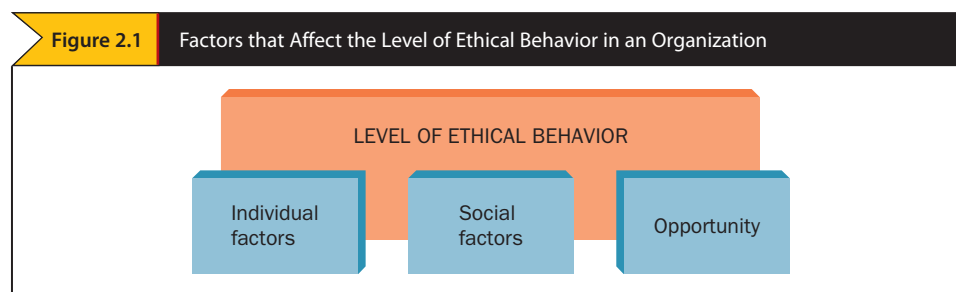 Figure 2.1 Factors that Affect the Level of Ethical Behavior in an Organization
LEVEL OF ETHICAL BEHAVIOR
Individual
factors
Social
factors
Opportunity